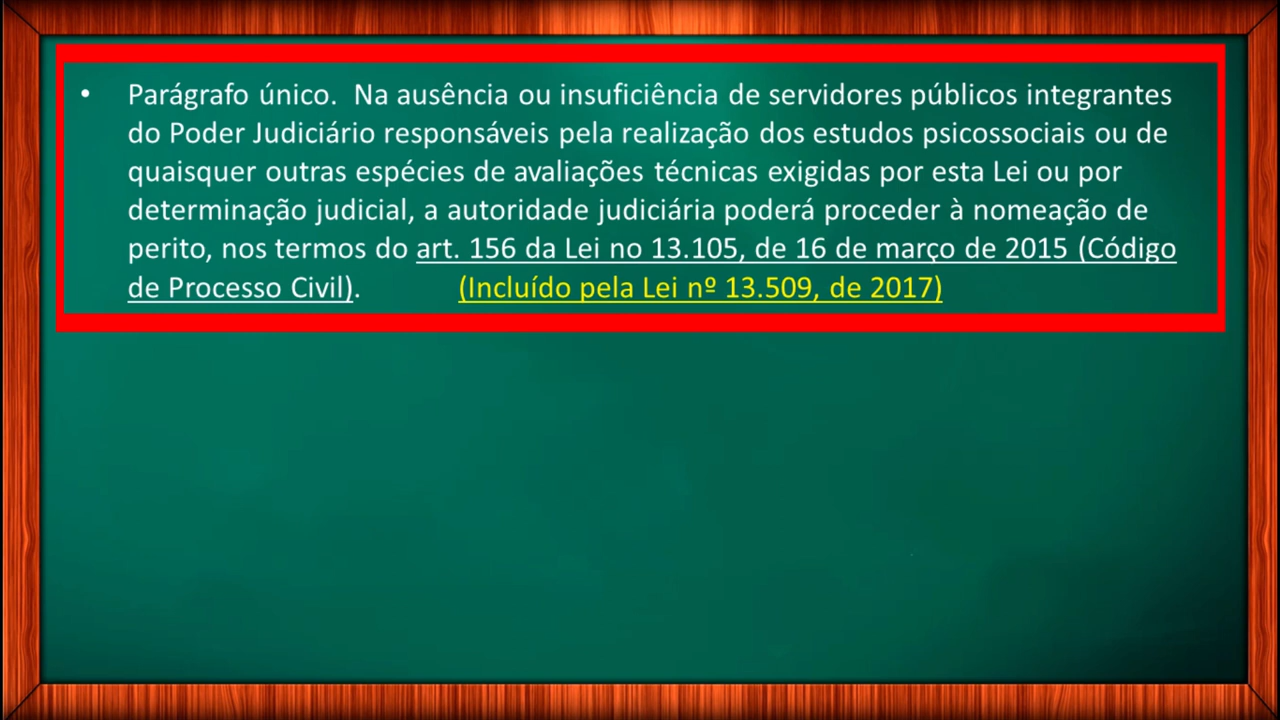 • Parágrafo único. Na ausência ou insuficiência de servidores públicos integrantes
do Poder Judiciário responsáveis pela realização dos estudos psicossociais ou de
quaisquer outras espécies de avaliações técnicas exigidas por esta Lei ou por
determinação judicial, a autoridade judiciária poderá proceder à nomeação de
perito, nos termos do art. 156 da Lei no 13.105, de 16 de março de 2015 (Código
de Processo Civil). (Incluído pela Lei nº 13.509, de 2017)